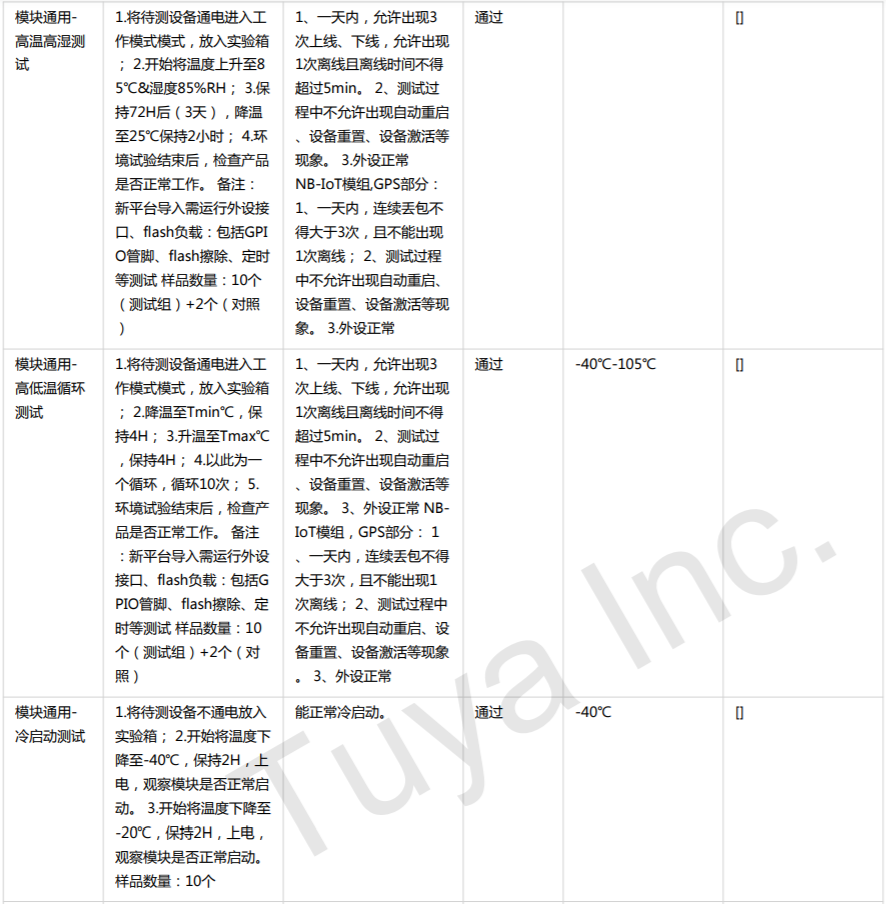 模块通用-
高温高湿测
试
1.将待测设备通电进入工
作模式模式，放入实验箱
； 2.开始将温度上升至8
5℃&湿度85%RH； 3.保
持72H后（3天），降温
至25℃保持2小时； 4.环
境试验结束后，检查产品
是否正常工作。 备注：
新平台导入需运行外设接
口、flash负载：包括GPI
O管脚、flash擦除、定时
等测试 样品数量：10个
（测试组）+2个（对照
）
1、一天内，允许出现3
次上线、下线，允许出现
1次离线且离线时间不得
超过5min。 2、测试过
程中不允许出现自动重启
、设备重置、设备激活等
现象。 3.外设正常
NB-IoT模组,GPS部分：
1、一天内，连续丢包不
得大于3次，且不能出现
1次离线； 2、测试过程
中不允许出现自动重启、
设备重置、设备激活等现
象。 3.外设正常
通过
[]
模块通用-
高低温循环
测试
1.将待测设备通电进入工
作模式模式，放入实验箱
； 2.降温至Tmin℃，保
持4H； 3.升温至Tmax℃
，保持4H； 4.以此为一
个循环，循环10次； 5.
环境试验结束后，检查产
品是否正常工作。 备注
：新平台导入需运行外设
接口、flash负载：包括G
PIO管脚、flash擦除、定
时等测试 样品数量：10
个（测试组）+2个（对
照）
1、一天内，允许出现3
次上线、下线，允许出现
1次离线且离线时间不得
超过5min。 2、测试过
程中不允许出现自动重启
、设备重置、设备激活等
现象。 3、外设正常 NB-
IoT模组，GPS部分： 1
、一天内，连续丢包不得
大于3次，且不能出现1
次离线； 2、测试过程中
不允许出现自动重启、设
备重置、设备激活等现象
。 3、外设正常
通过
-40℃-105℃
[]
模块通用-
冷启动测试
1.将待测设备不通电放入
实验箱； 2.开始将温度下
降至-40℃，保持2H，上
电，观察模块是否正常启
动。 3.开始将温度下降至
-20℃，保持2H，上电，
观察模块是否正常启动。
样品数量：10个
能正常冷启动。
通过
-40℃
[]
Tuya Inc.